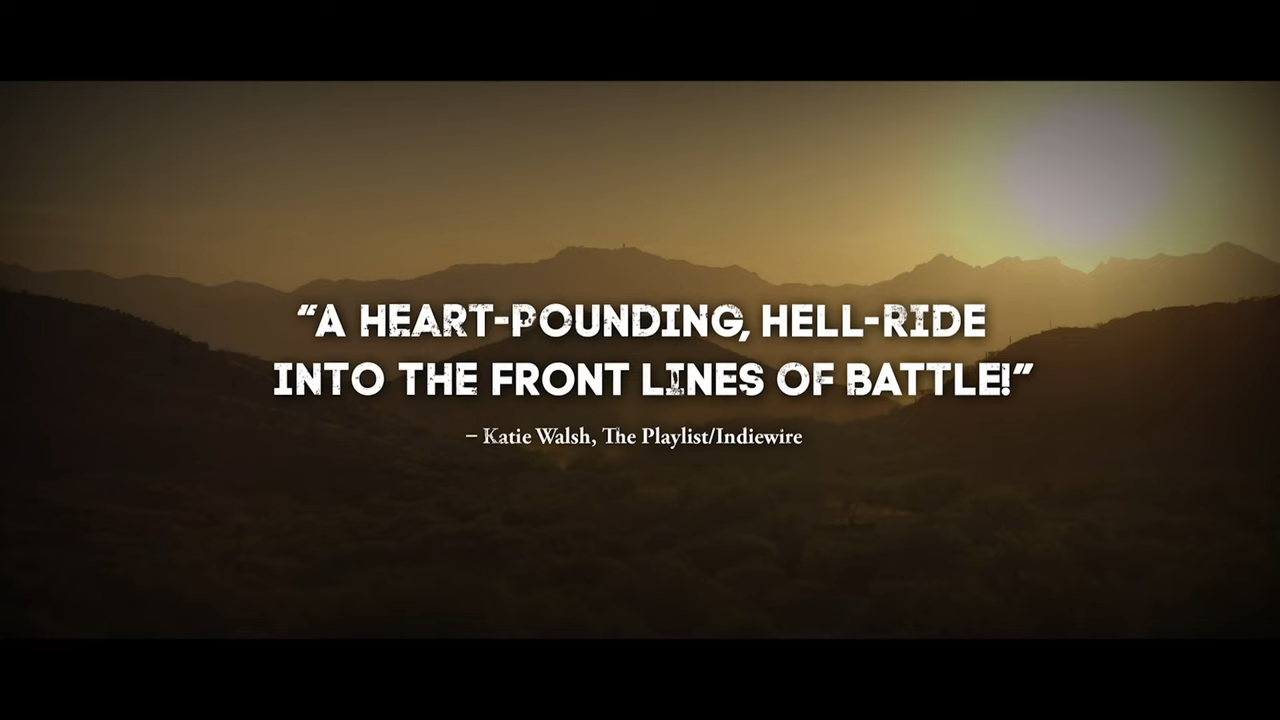 “A HEART-POUNDING, HELL-RIDE
INTO THE FRONT LINES OF BATTLE!”
– Katie Walsh, The Playlist/Indiewire